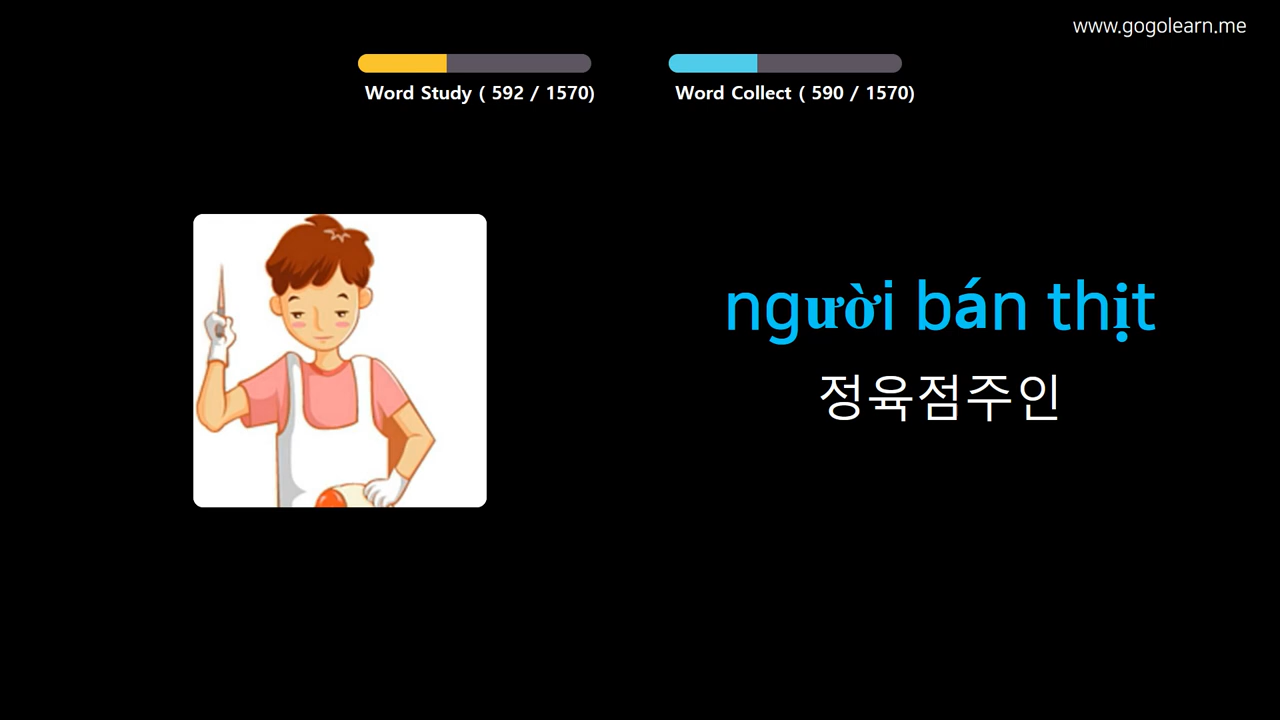 www.gogolearn.me
Word Study ( 592 / 1570)
Word Collect ( 590 / 1570)
người bán thịt
정육점주인